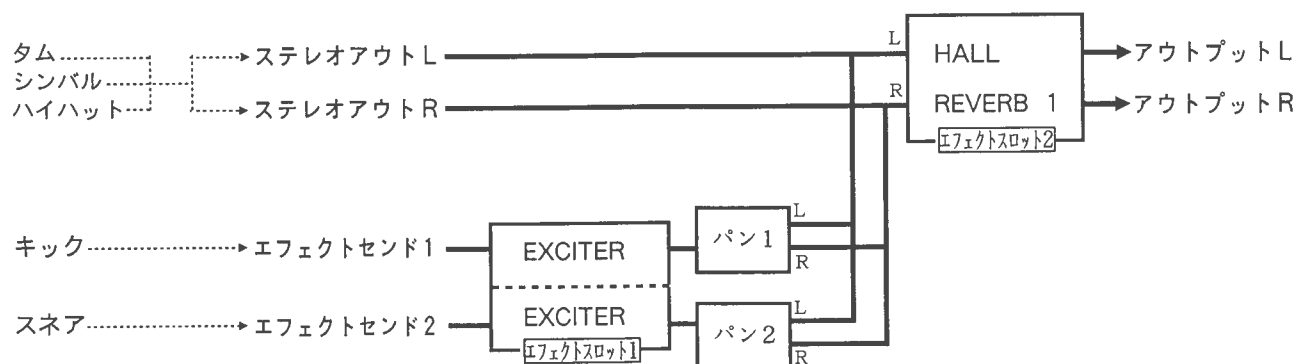 タム
シンバル
ハイハット
ステレオアウトL
ステレオアウトR
L
R
HALL
REVERB 1
エフェクトスロット2
アウトプットL
アウトプットR
キック
エフェクトセンド1
EXCITER
パン1
L
R
スネア
エフェクトセンド2
EXCITER
エフェクトスロット1
パン2
L
R